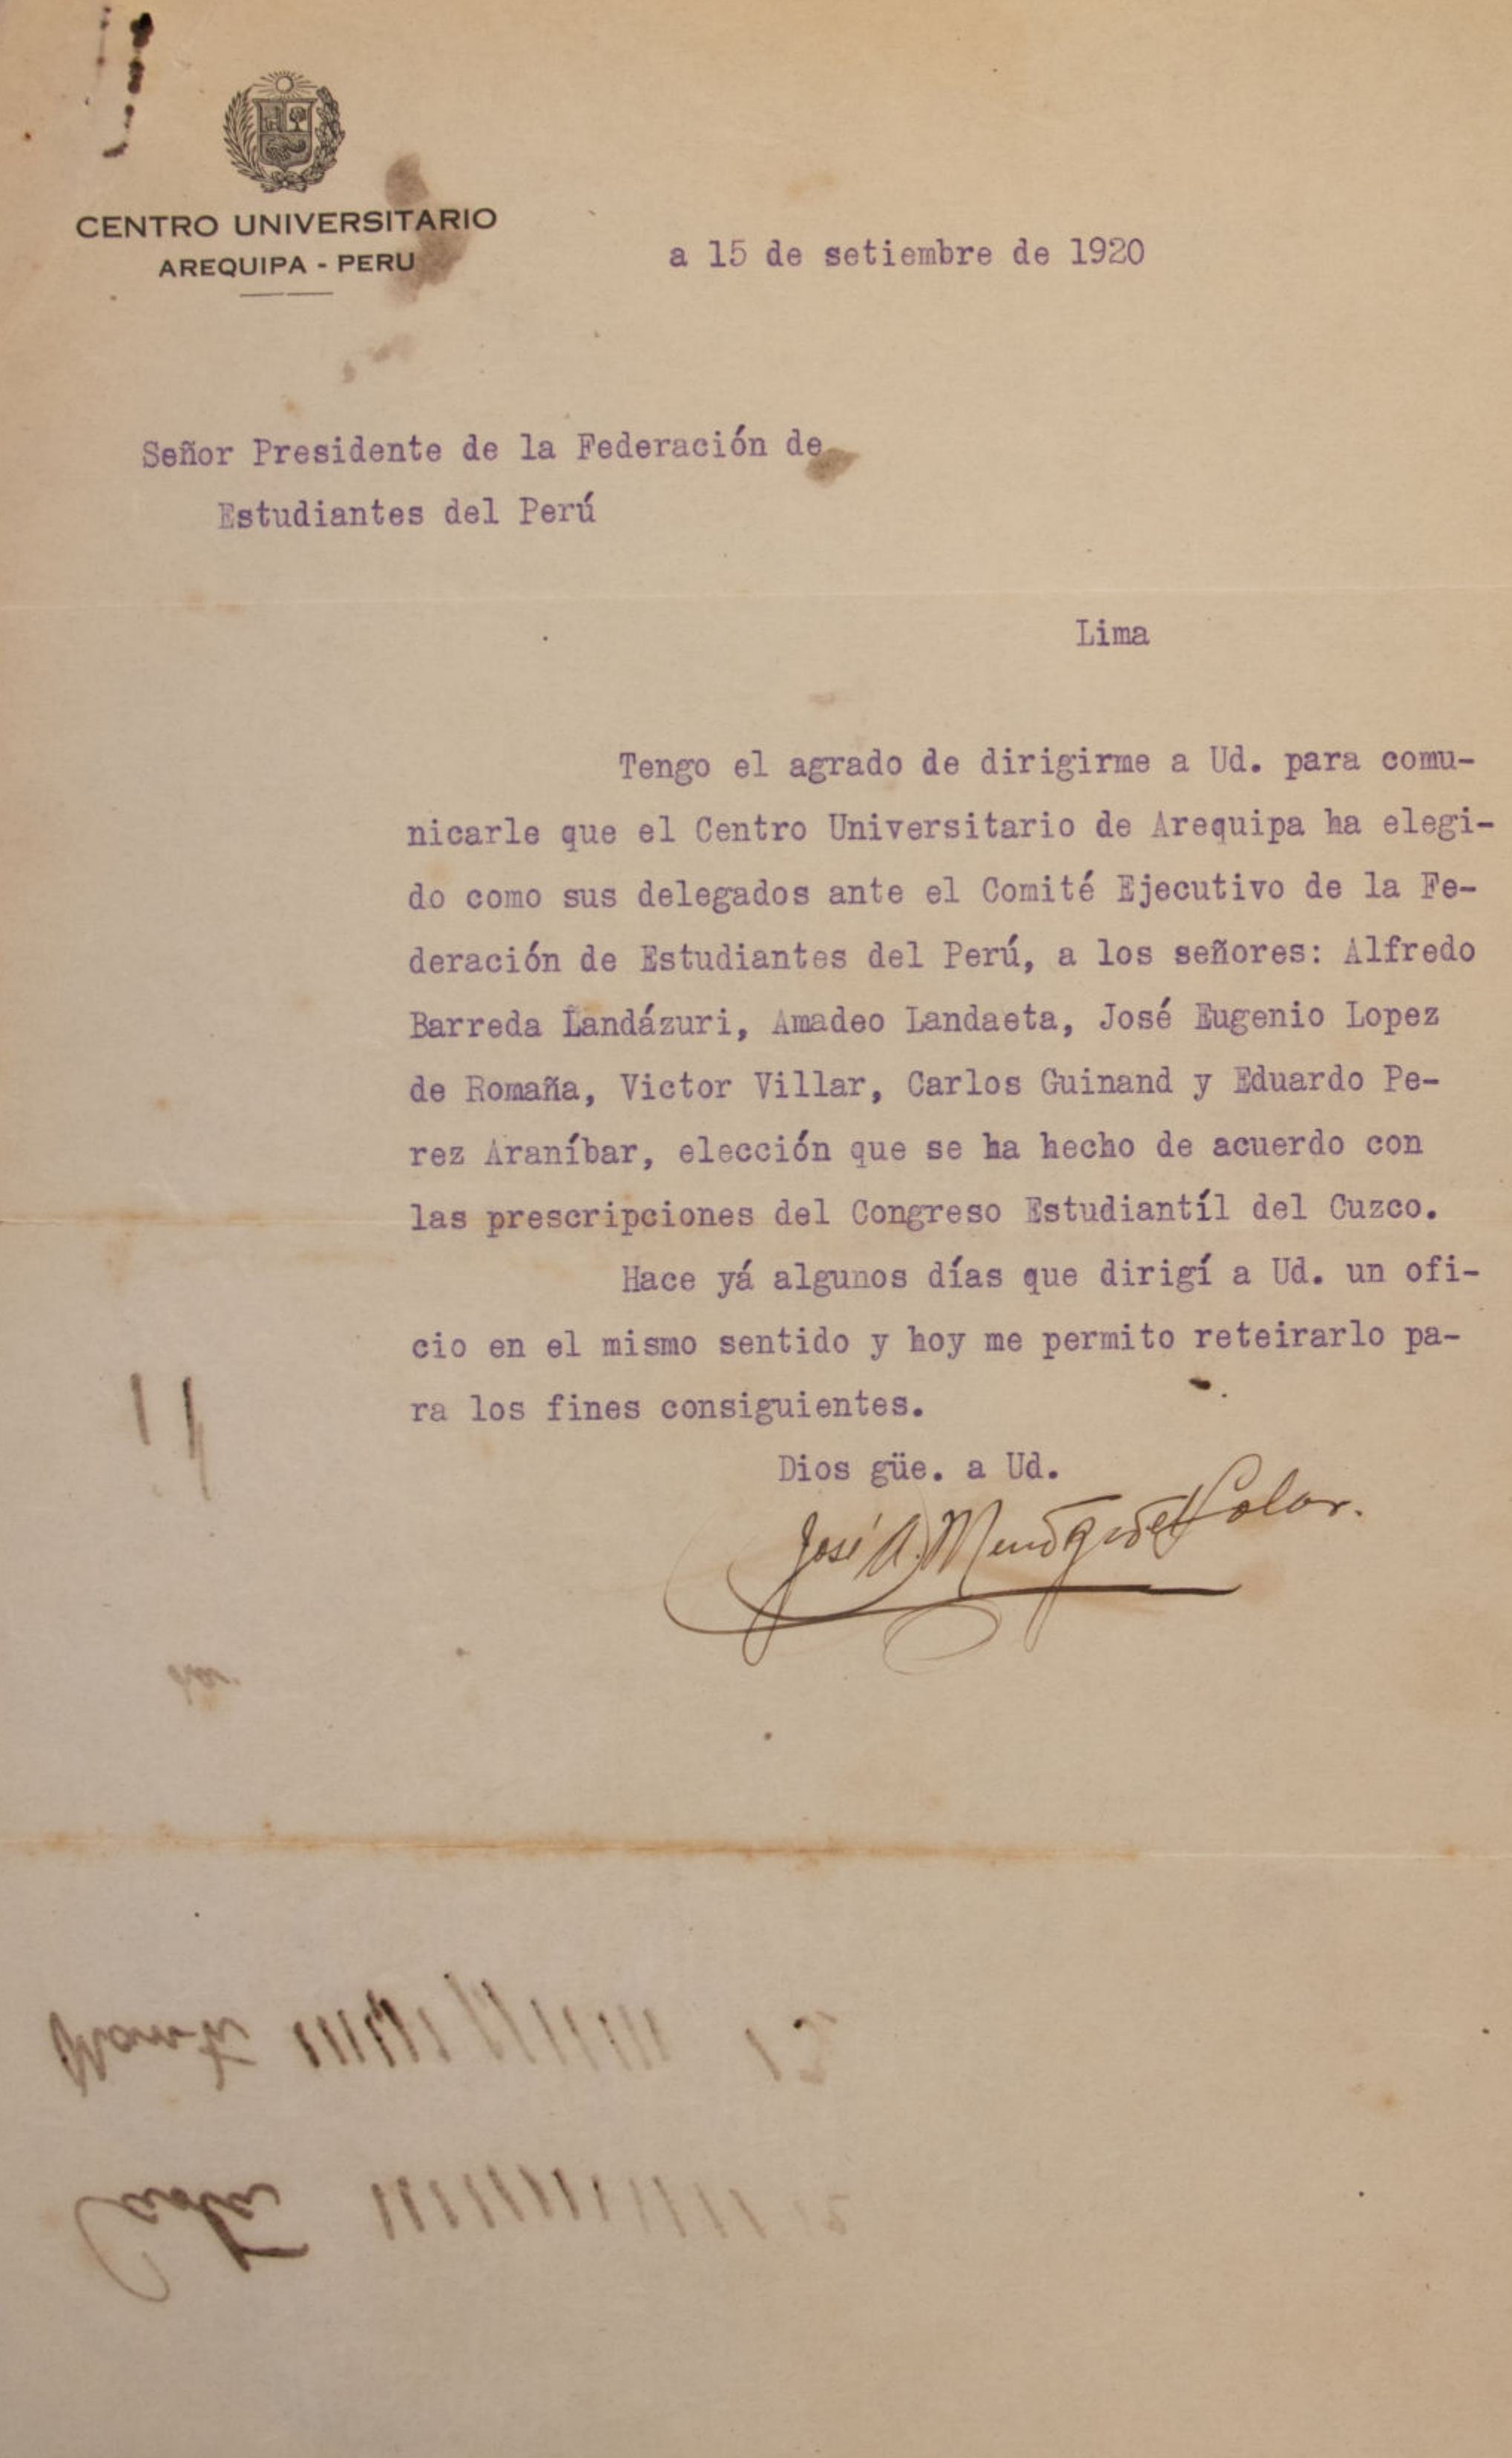 CENTRO UNIVERSITARIO
AREQUIPA - PERU
a 15 de setiembre de 1920
Señor Presidente de la Federación de
Estudiantes del Perú
Lima
Tengo el agrado de dirigirme a Ud. para comu-
nicarle que el Centro Universitario de Arequipa ha elegi-
do como sus delegados ante el Comité Ejecutivo de la Fe-
deración de Estudiantes del Perú, a los señores: Alfredo
Barreda Landázuri, Amadeo Landaeta, José Eugenio Lopez
de Romaña, Victor Villar, Carlos Guinand y Eduardo Pe-
rez Araníbar, elección que se ha hecho de acuerdo con
las prescripciones del Congreso Estudiantíl del Cuzco.
Hace yá algunos días que dirigí a Ud. un ofi-
cio en el mismo sentido y hoy me permito reteirarlo pa-
ra los fines consiguientes.
Dios güe. a Ud.
José A. Mendiguetti Solar.